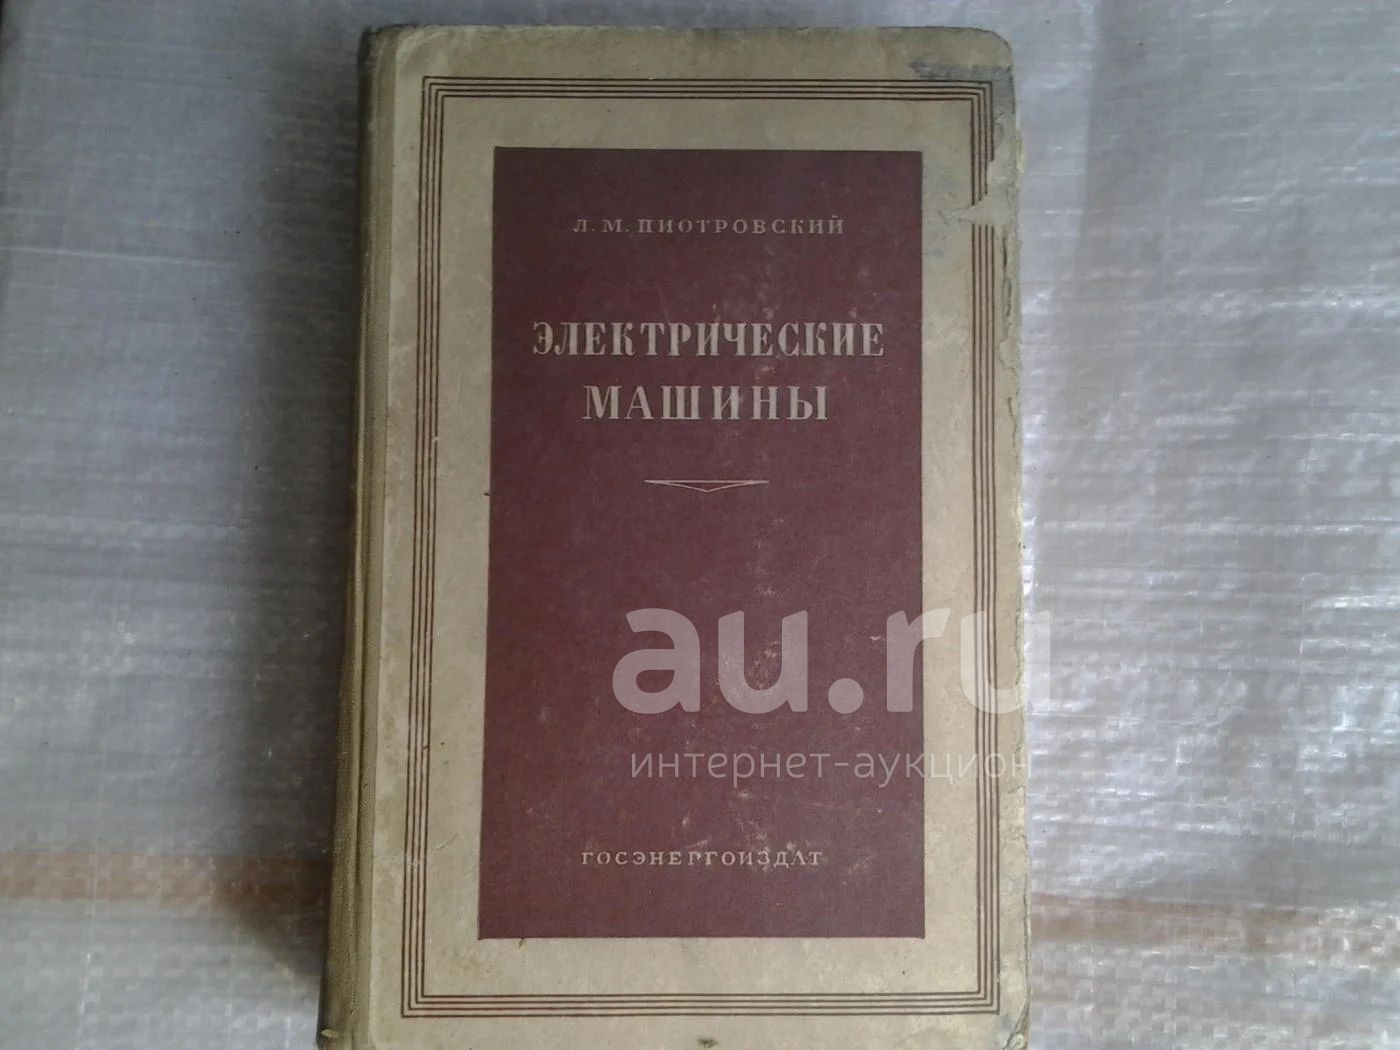 Л. М. ПИОТРОВСКИЙ
ЭЛЕКТРИЧЕСКИЕ
МАШИНЫ
au.ru
интернет-аукцион
ГОСЭНЕРГОИЗДАТ